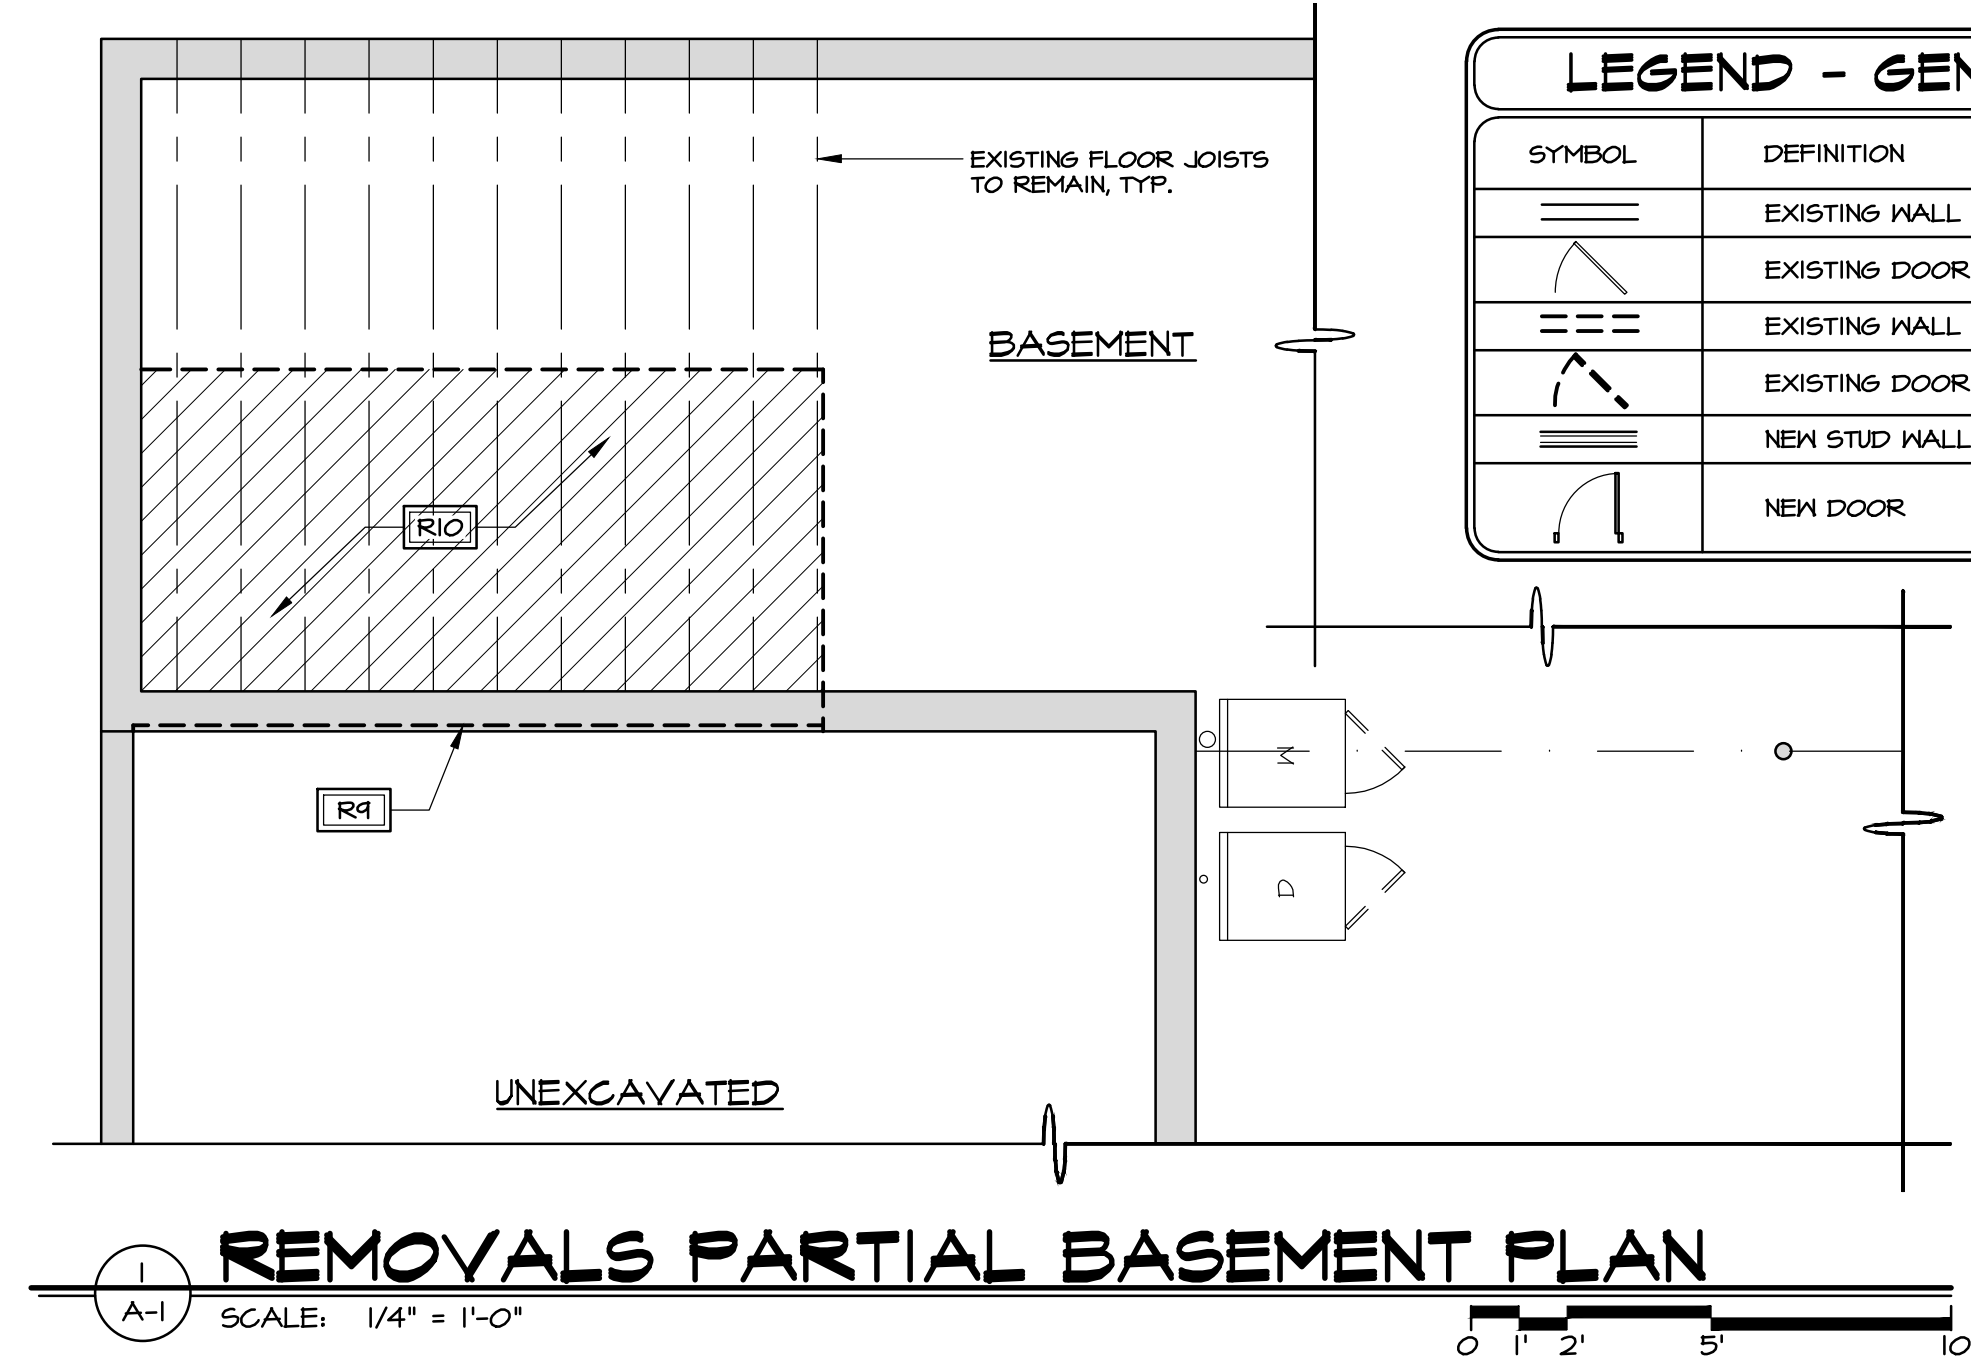 EXISTING FLOOR JOISTS
TO REMAIN, TYP.
BASEMENT
R10
R9
UNEXCAVATED
M
D
LEGEND - GEN
SYMBOL DEFINITION
EXISTING WALL
EXISTING DOOR
EXISTING WALL
EXISTING DOOR
NEW STUD WALL
NEW DOOR
1
A-1
REMOVALS PARTIAL BASEMENT PLAN
SCALE: 1/4" = 1'-0"
0 1' 2' 5' 10